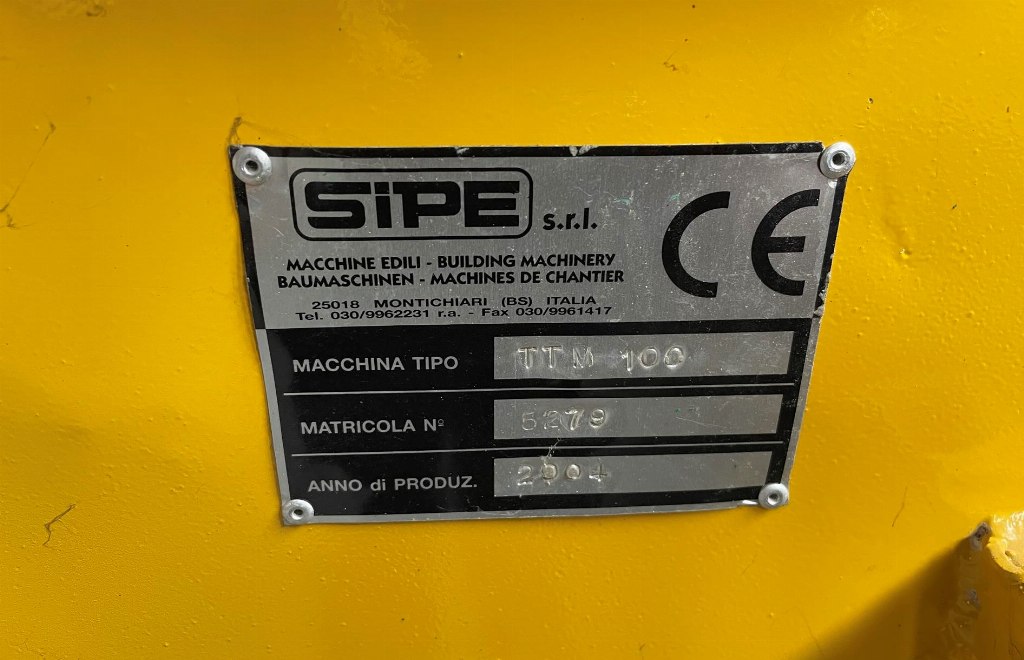 SiPE s.r.l.
CE
MACCHINE EDILI - BUILDING MACHINERY
BAUMASCHINEN - MACHINES DE CHANTIER
25018 MONTICHIARI (BS) ITALIA
Tel. 030/9962231 r.a. - Fax 030/9961417
MACCHINA TIPO TTM 100
MATRICOLA Nº 5279
ANNO di PRODUZ. 2004